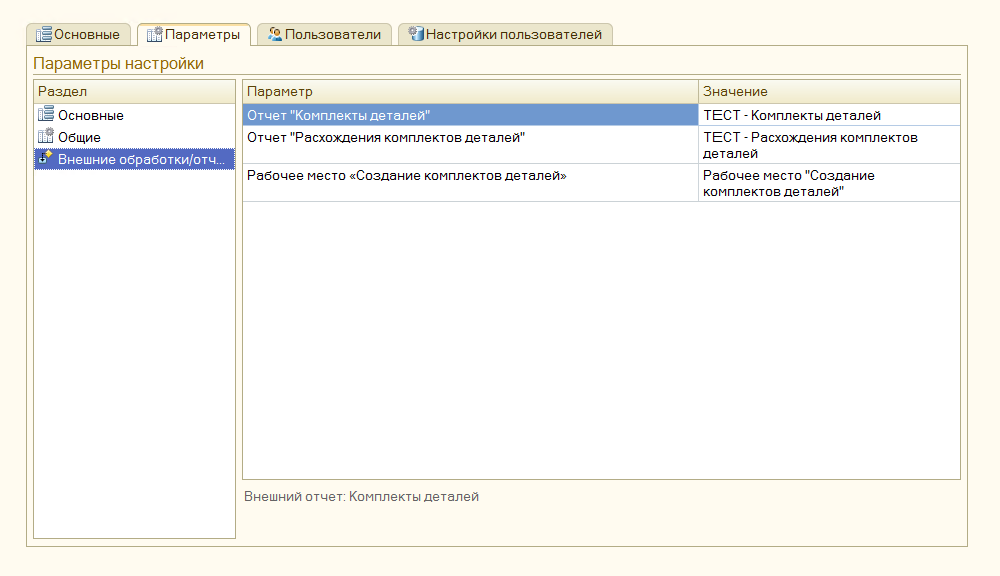 Основные
Параметры
Пользователи
Настройки пользователей
Параметры настройки
Раздел
Основные
Общие
Внешние обработки/отч...
Параметр
Значение
Отчет "Комплекты деталей"
ТЕСТ - Комплекты деталей
Отчет "Расхождения комплектов деталей"
ТЕСТ - Расхождения комплектов
деталей
Рабочее место «Создание комплектов деталей»
Рабочее место "Создание
комплектов деталей"
Внешний отчет: Комплекты деталей